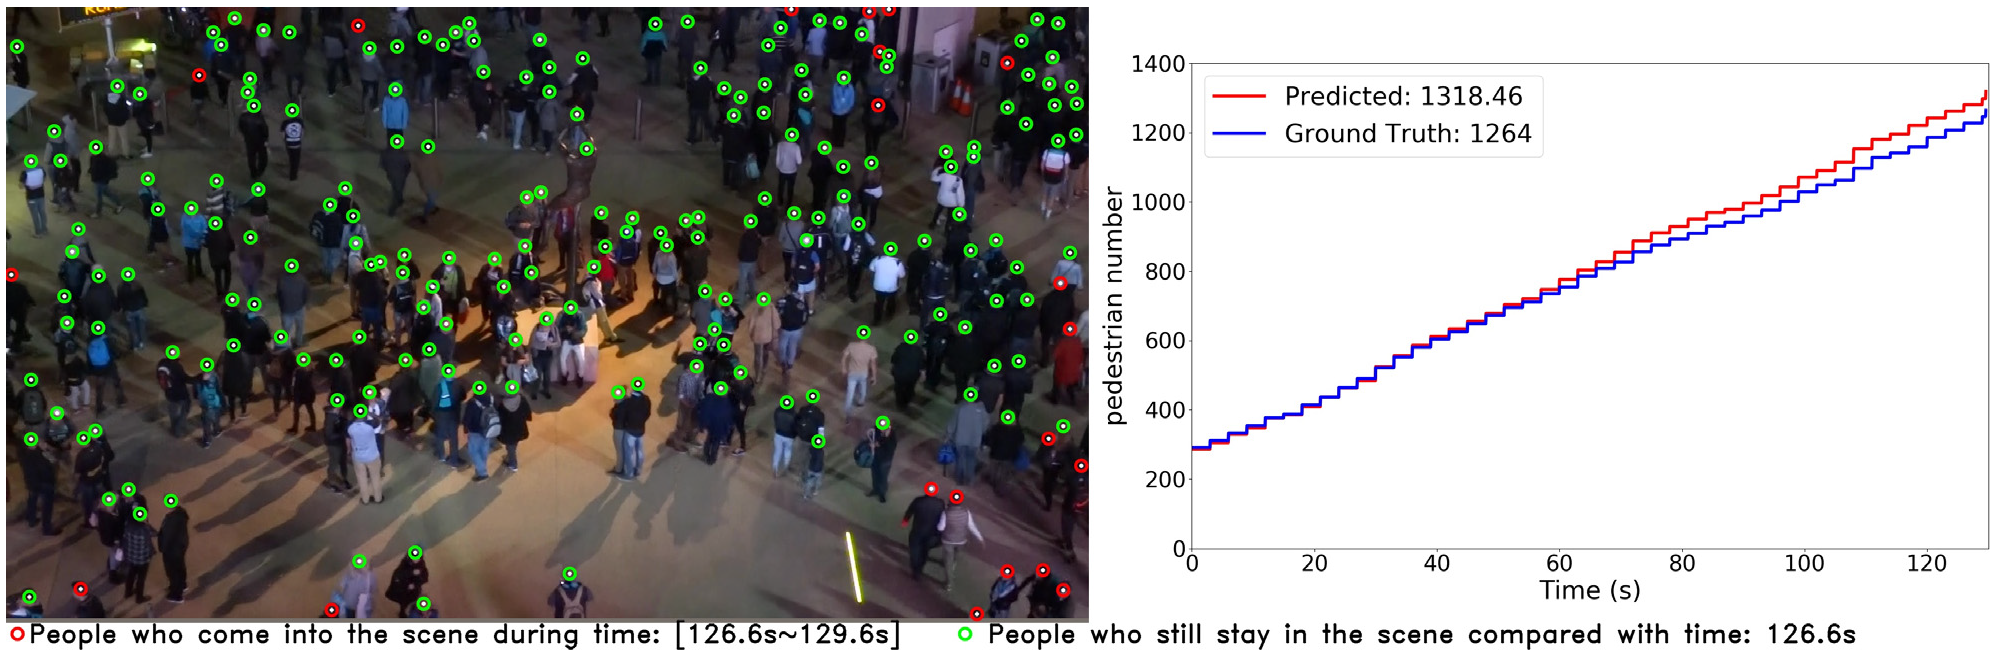 1400
1200
1000
800
600
400
200
0
pedestrian number
Predicted: 1318.46
Ground Truth: 1264
0 20 40 60 80 100 120
Time (s)
People who come into the scene during time: [126.6s~129.6s]
People who still stay in the scene compared with time: 126.6s